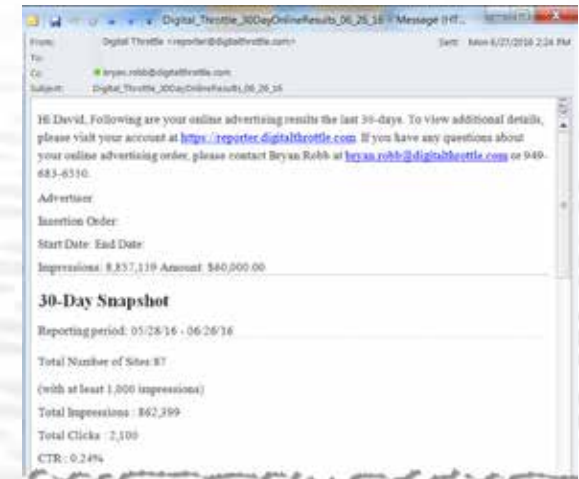 Digital_Throttle_30DayOnlineResults_06_26_16 - Message (HT...
From: Digital Throttle <reporter@digitalthrottle.com> Sent: Mon 6/27/2016 2:24 PM
To:
Cc: bryan.robb@digitalthrottle.com
Subject: Digital_Throttle_30DayOnlineResults_06_26_16
Hi David, Following are your online advertising results the last 30-days. To view additional details,
please visit your account at https://reporter.digitalthrottle.com. If you have any questions about
your online advertising order, please contact Bryan Robb at bryan.robb@digitalthrottle.com or 949-
683-6510.
Advertiser:
Insertion Order:
Start Date: End Date:
Impressions: 8,857,139 Amount: $60,000.00
30-Day Snapshot
Reporting period: 05/28/16 - 06/26/16
Total Number of Sites:87
(with at least 1,000 impressions)
Total Impressions : 862,399
Total Clicks : 2,100
CTR : 0.24%